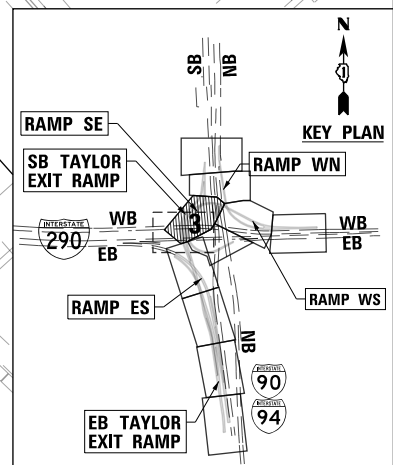 N
1
KEY PLAN
SB
NB
RAMP SE
SB TAYLOR
EXIT RAMP
RAMP WN
3
WB
EB
INTERSTATE
290
WB
EB
RAMP ES
RAMP WS
NB
INTERSTATE
90
INTERSTATE
94
EB TAYLOR
EXIT RAMP